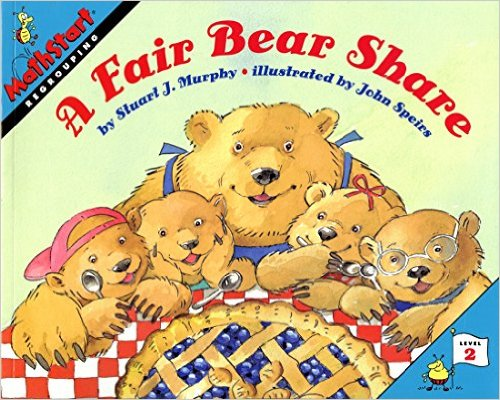 MathStart
REGROUPING
A Fair Bear Share
by Stuart J. Murphy • illustrated by John Speirs
LEVEL
2